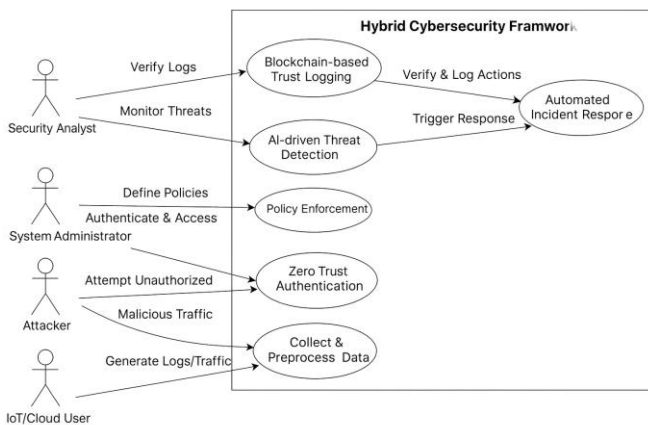 Hybrid Cybersecurity Framwork
Verify Logs
Blockchain-based
Trust Logging
Verify & Log Actions
Security Analyst
Monitor Threats
AI-driven Threat
Detection
Trigger Response
Automated
Incident Respor e
Define Policies
Policy Enforcement
System Administrator
Authenticate & Access
Zero Trust
Authentication
Attempt Unauthorized
Attacker
Malicious Traffic
Collect &
Preprocess Data
Generate Logs/Traffic
IoT/Cloud User